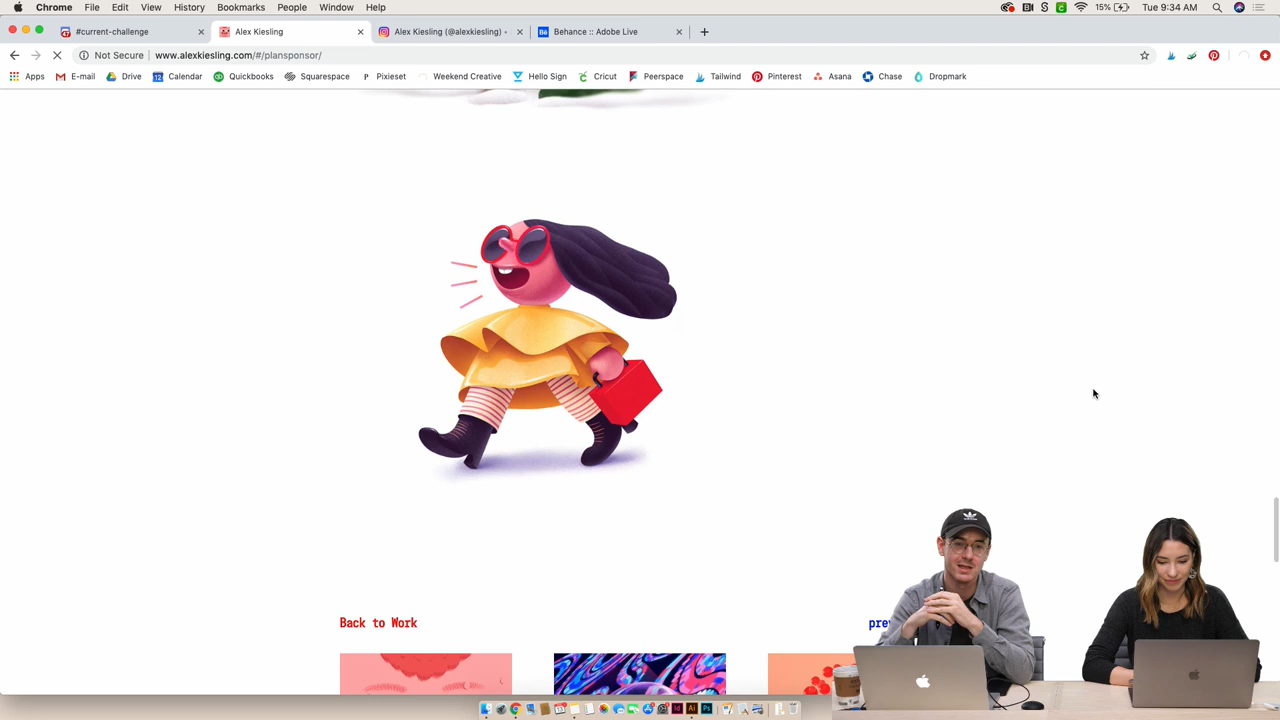 Chrome File Edit View History Bookmarks People Window Help 15% Tue 9:34 AM
#current-challenge Alex Kiesling Alex Kiesling (@alexkiesling) • Behance :: Adobe Live
Not Secure www.alexkiesling.com/#/plansponsor/
Apps E-mail Drive Calendar Quickbooks Squarespace Pixieset Weekend Creative Hello Sign Cricut Peerspace Tailwind Pinterest Asana Chase Dropmark
Back to Work